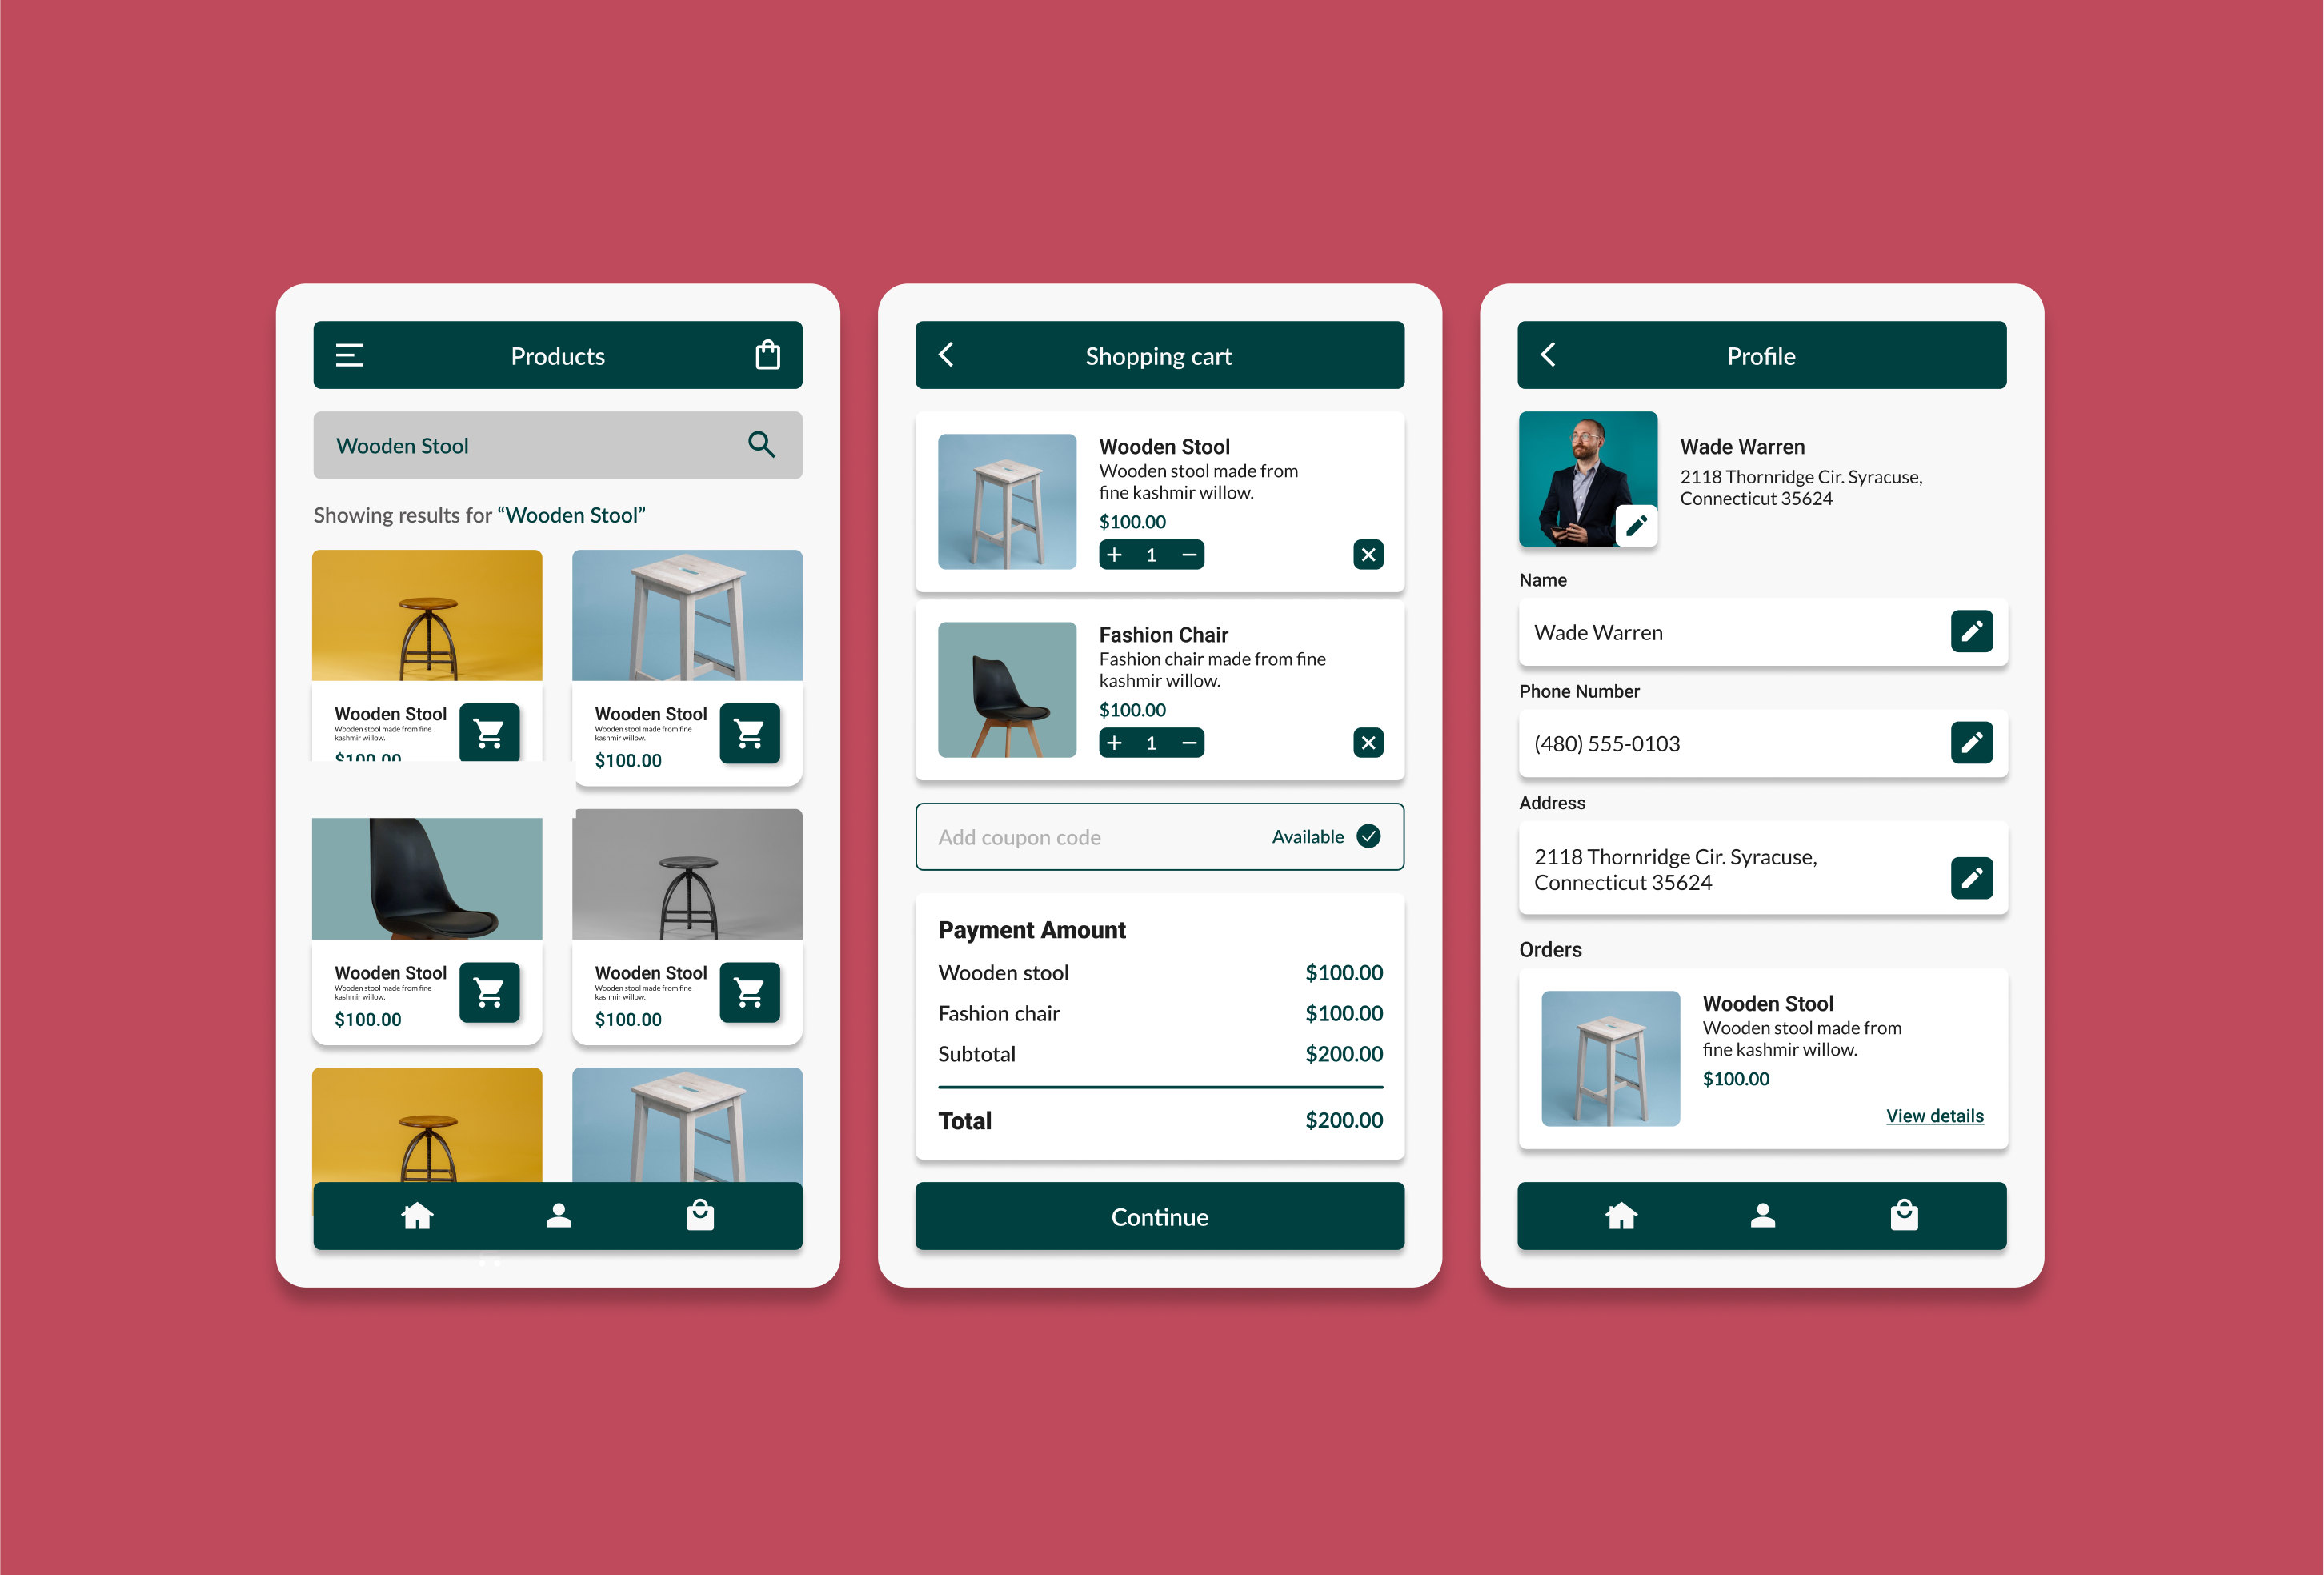 Products
Wooden Stool
Showing results for “Wooden Stool”
Wooden Stool
Wooden stool made from fine
kashmir willow.
$100.00
Wooden Stool
Wooden stool made from fine
kashmir willow.
$100.00
Wooden Stool
Wooden stool made from fine
kashmir willow.
$100.00
Wooden Stool
Wooden stool made from fine
kashmir willow.
$100.00
Shopping cart
Wooden Stool
Wooden stool made from
fine kashmir willow.
$100.00
+ 1 −
Fashion Chair
Fashion chair made from fine
kashmir willow.
$100.00
+ 1 −
Add coupon code Available
Payment Amount
Wooden stool $100.00
Fashion chair $100.00
Subtotal $200.00
Total $200.00
Continue
Profile
Wade Warren
2118 Thornridge Cir. Syracuse,
Connecticut 35624
Name
Wade Warren
Phone Number
(480) 555-0103
Address
2118 Thornridge Cir. Syracuse,
Connecticut 35624
Orders
Wooden Stool
Wooden stool made from
fine kashmir willow.
$100.00
View details